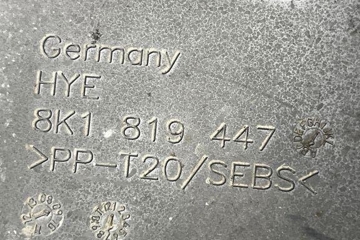 Germany
HYE
8K1 819 447
>PP-T20/SEBS<